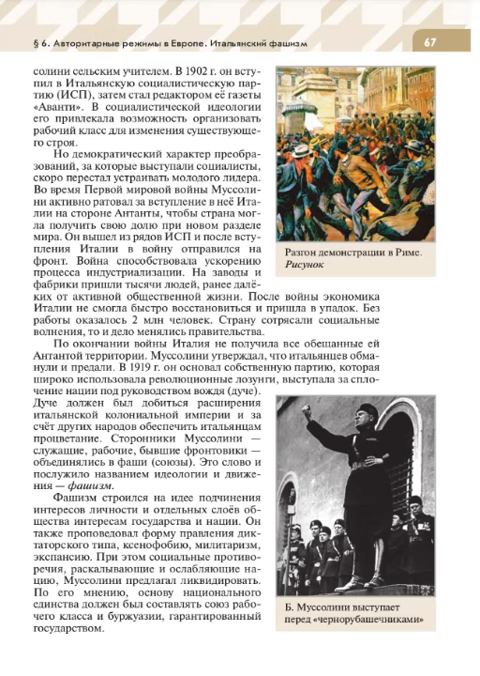 § 6. Авторитарные режимы в Европе. Итальянский фашизм
67
солини сельским учителем. В 1902 г. он всту-
пил в Итальянскую социалистическую пар-
тию (ИСП), затем стал редактором её газеты
«Аванти». В социалистической идеологии
его привлекала возможность организовать
рабочий класс для изменения существующе-
го строя.
Но демократический характер преобра-
зований, за которые выступали социалисты,
скоро перестал устраивать молодого лидера.
Во время Первой мировой войны Муссоли-
ни активно ратовал за вступление в неё Ита-
лии на стороне Антанты, чтобы страна мог-
ла получить свою долю при новом разделе
мира. Он вышел из рядов ИСП и после всту-
пления Италии в войну отправился на
фронт. Война способствовала ускорению
процесса индустриализации. На заводы и
фабрики пришли тысячи людей, ранее далё-
ких от активной общественной жизни. После войны экономика
Италии не смогла быстро восстановиться и пришла в упадок. Без
работы оказалось 2 млн человек. Страну сотрясали социальные
волнения, то и дело менялись правительства.
Разгон демонстрации в Риме.
Рисунок
По окончании войны Италия не получила все обещанные ей
Антантой территории. Муссолини утверждал, что итальянцев обма-
нули и предали. В 1919 г. он основал собственную партию, которая
широко использовала революционные лозунги, выступала за спло-
чение нации под руководством вождя (дуче).
Дуче должен был добиться расширения
итальянской колониальной империи и за
счёт других народов обеспечить итальянцам
процветание. Сторонники Муссолини —
служащие, рабочие, бывшие фронтовики —
объединялись в фаши (союзы). Это слово и
послужило названием идеологии и движе-
ния — фашизм.
Фашизм строился на идее подчинения
интересов личности и отдельных слоёв об-
щества интересам государства и нации. Он
также проповедовал форму правления дик-
таторского типа, ксенофобию, милитаризм,
экспансию. При этом социальные противо-
речия, раскалывающие и ослабляющие на-
цию, Муссолини предлагал ликвидировать.
По его мнению, основу национального
единства должен был составлять союз рабо-
чего класса и буржуазии, гарантированный
государством.
Б. Муссолини выступает
перед «чернорубашечниками»